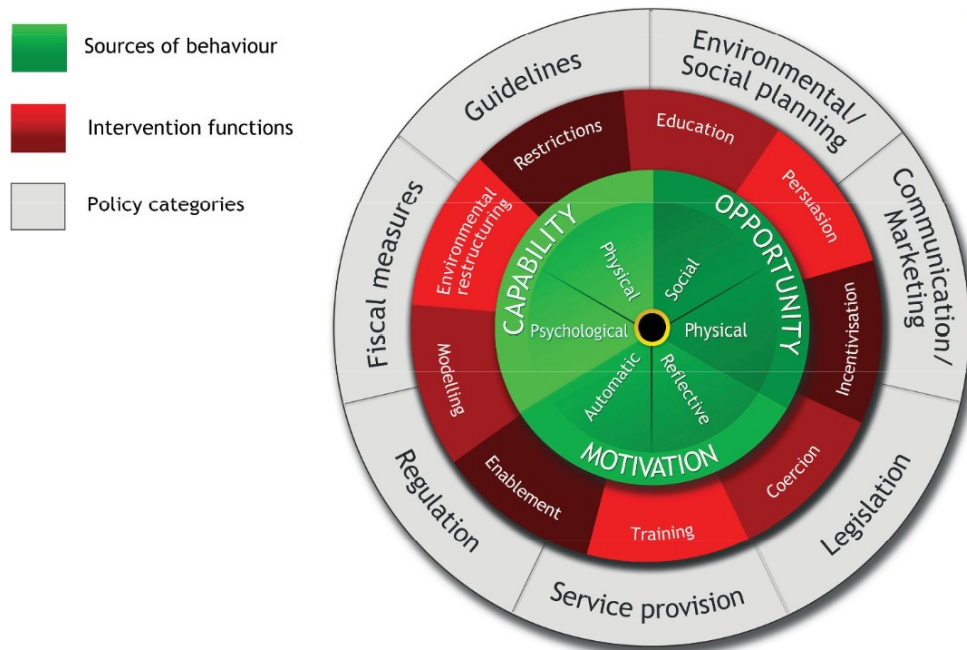 Sources of behaviour
Intervention functions
Policy categories
Guidelines
Environmental/
Social planning
Communication/
Marketing
Legislation
Service provision
Regulation
Fiscal measures
Restrictions
Education
Persuasion
Incentivisation
Coercion
Training
Enablement
Modelling
Environmental
restructuring
CAPABILITY
OPPORTUNITY
MOTIVATION
Physical
Social
Psychological
Physical
Automatic
Reflective